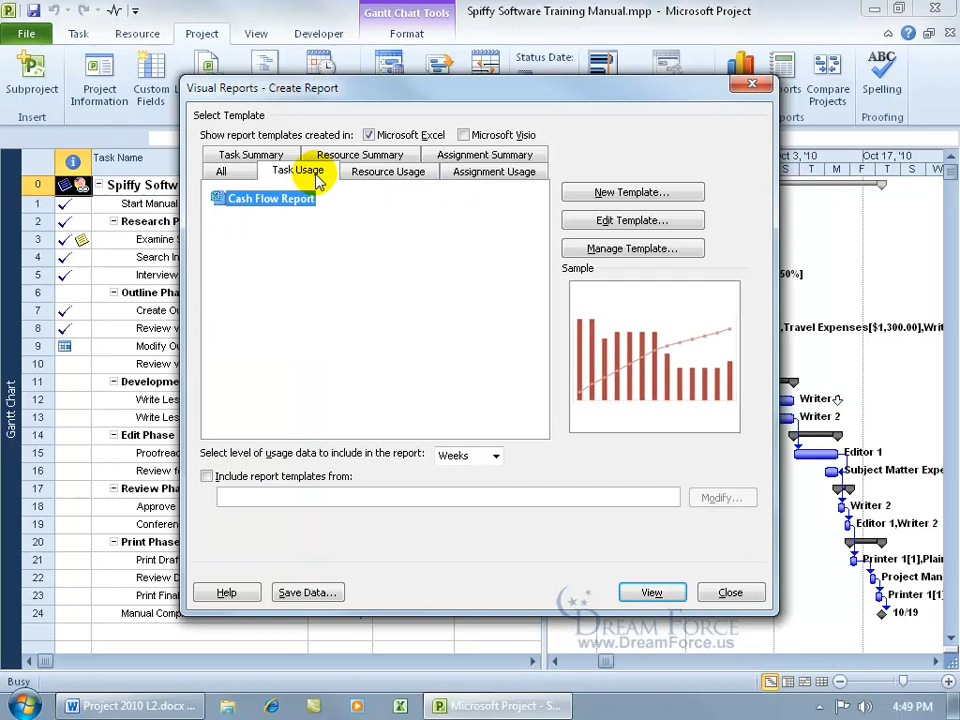 Gantt Chart Tools
Spiffy Software Training Manual.mpp - Microsoft Project
File
Task
Resource
Project
View
Developer
Format
Subproject
Project Information
Custom Fields
Status Date:
Reports
Compare Projects
ABC
Spelling
Insert
Proofing
Visual Reports - Create Report
Select Template
Show report templates created in: Microsoft Excel Microsoft Visio
Task Summary Resource Summary Assignment Summary
All Task Usage Resource Usage Assignment Usage
Cash Flow Report
New Template...
Edit Template...
Manage Template...
Sample
Select level of usage data to include in the report: Weeks
Include report templates from:
Modify...
Help Save Data... View Close
DREAM FORCE
www.DreamForce.us
Task Name
0 Spiffy So
1 Start Manual
2 Research P
3 Examine S
4 Search In
5 Interview
6 Outline Pha
7 Create Ou
8 Review v
9 Modify Ou
10 Review v
11 Developme
12 Write Les
13 Write Les
14 Edit Phase
15 Proofread
16 Review fo
17 Review Pha
18 Approve
19 Conferen
20 Print Phase
21 Print Draf
22 Review D
23 Print Final
24 Manual Comp
Gantt Chart
ct 3, '10 Oct 17, '10
S T M F T S W S T M
50%]
,Travel Expenses[$1,300.00],Wri
Writer
Writer 2
Editor 1
Subject Matter Expe
Writer 2
Editor 1,Writer 2
Printer 1[1],Plai
Project Man
Printer 1[1]
10/19
Busy
Project 2010 L2.docx ...
Microsoft Project - S...
4:49 PM